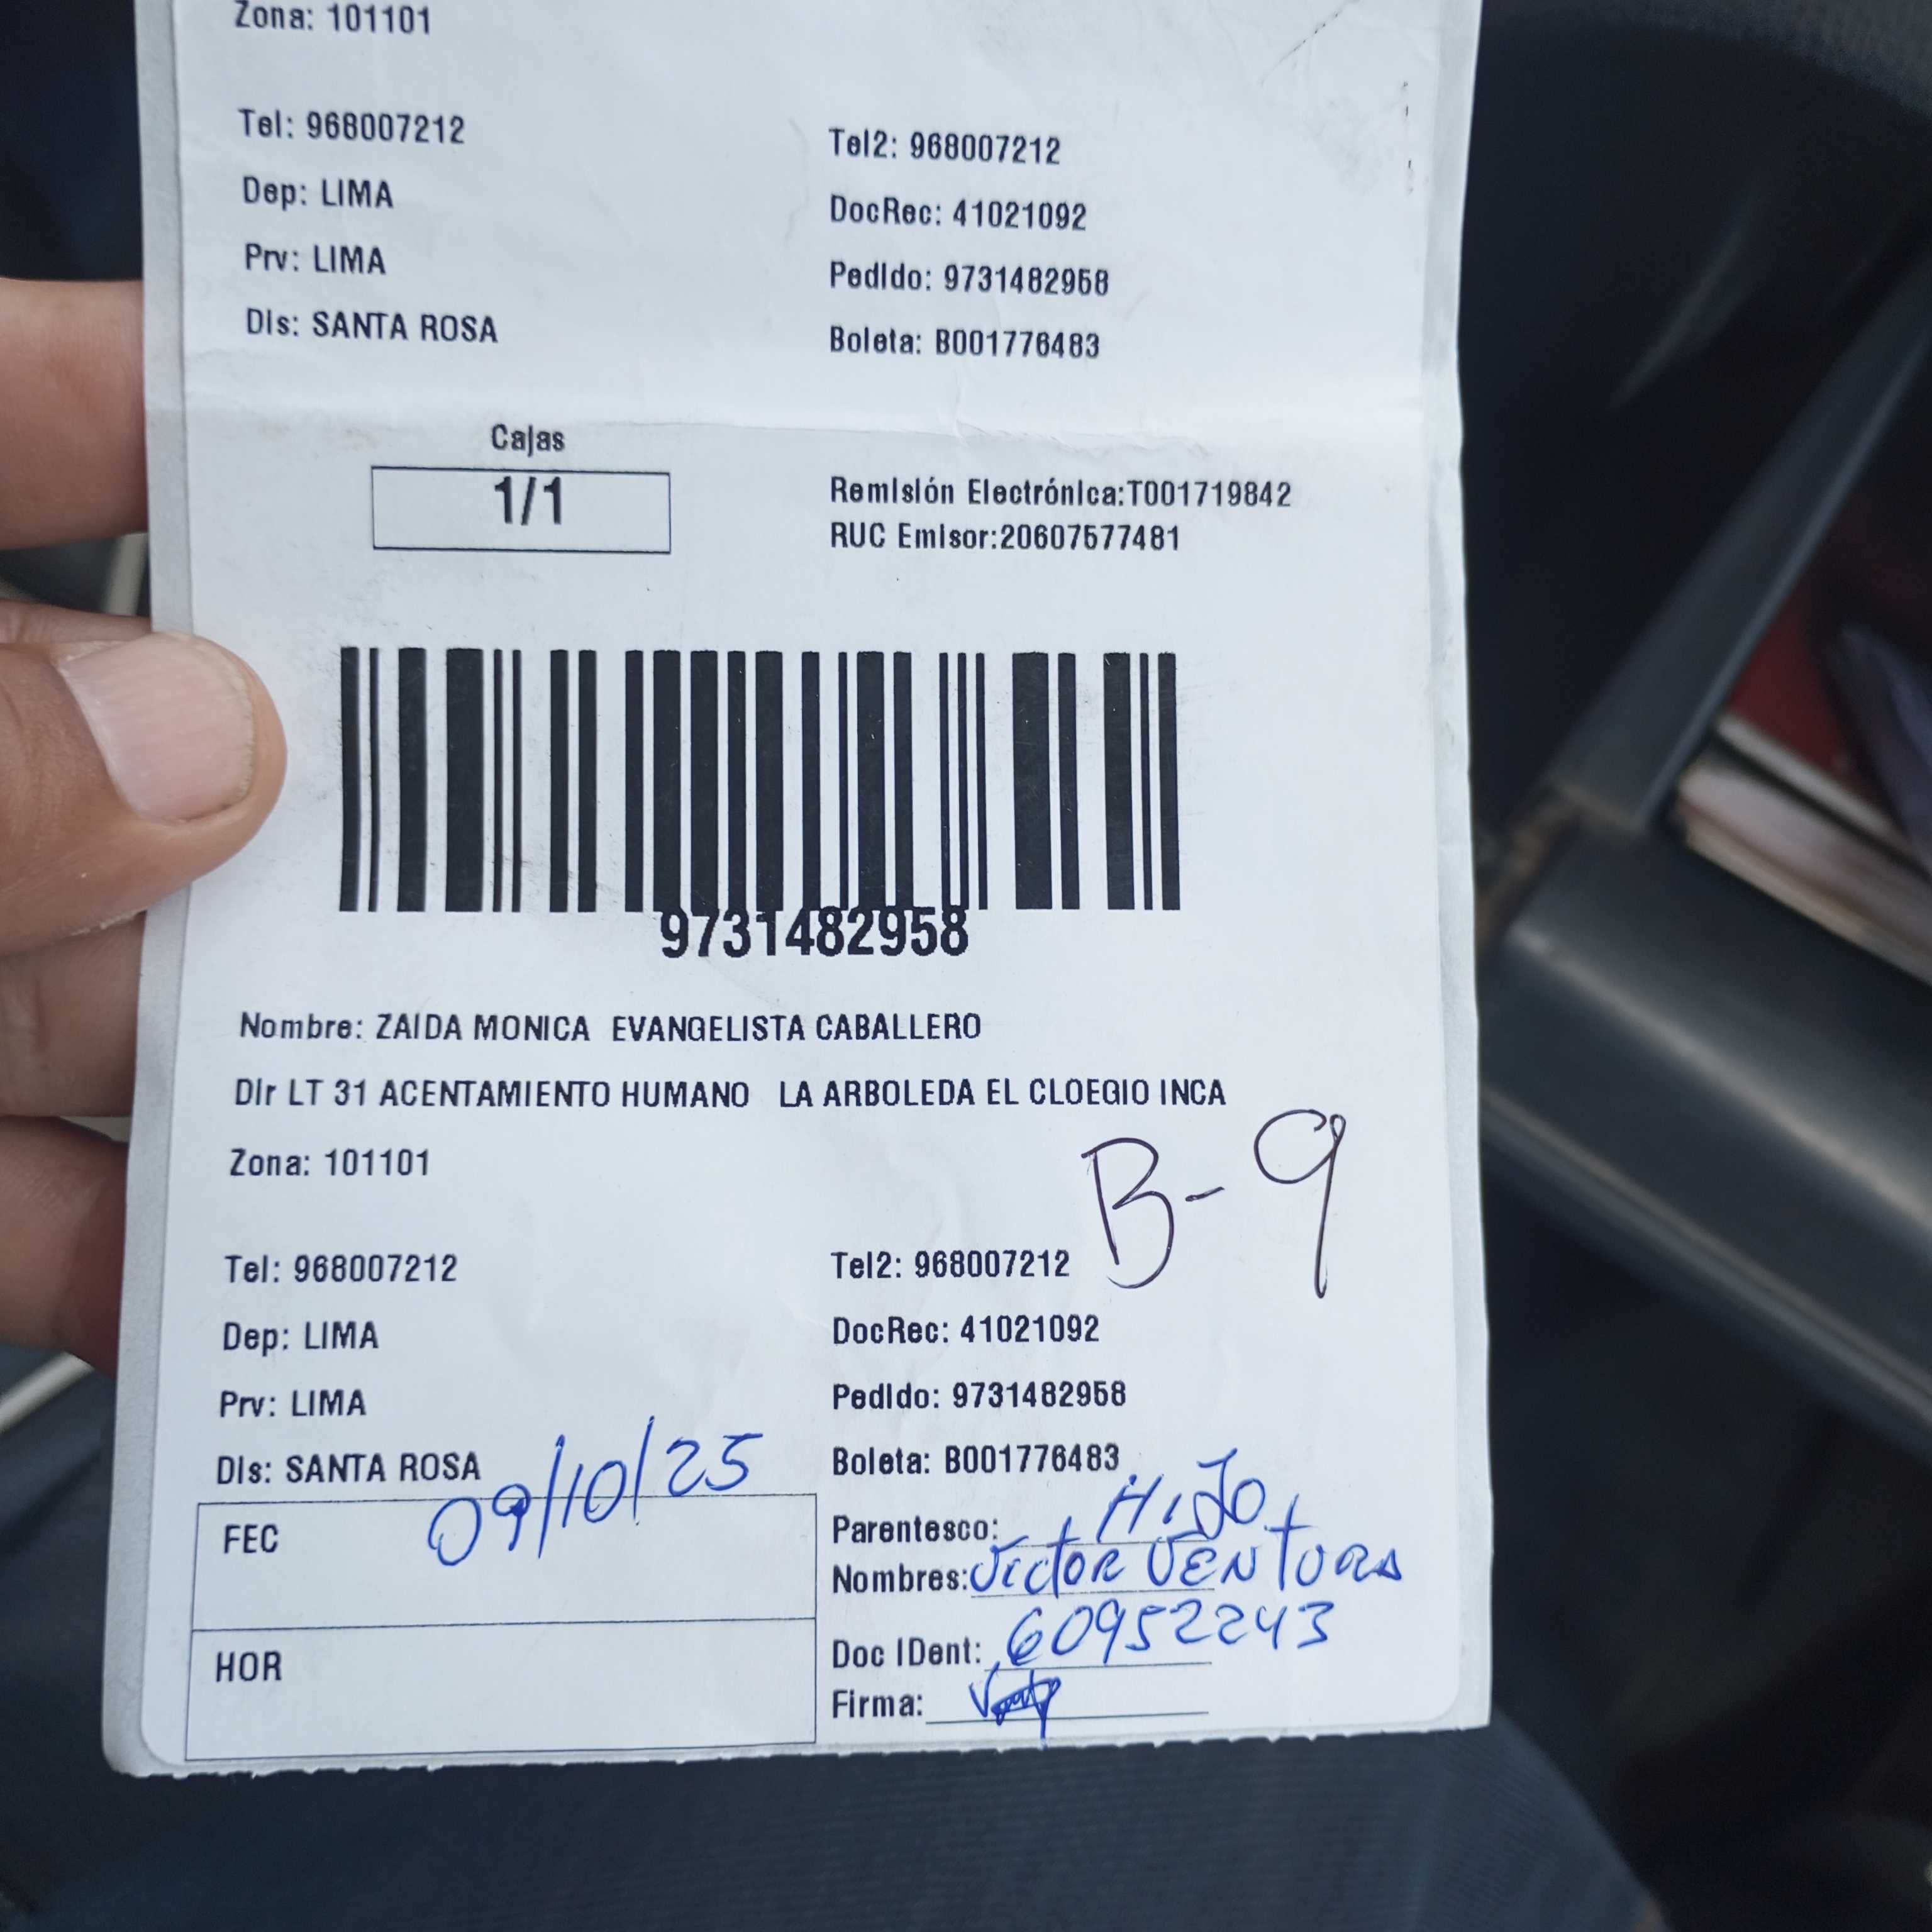 Zona: 101101
Tel: 968007212
Tel2: 968007212
Dep: LIMA
DocRec: 41021092
Prv: LIMA
Pedido: 9731482958
Dis: SANTA ROSA
Boleta: B001776483
Cajas
1/1
Remisión Electrónica:T001719842
RUC Emisor:20607577481
9731482958
Nombre: ZAIDA MONICA EVANGELISTA CABALLERO
Dir LT 31 ACENTAMIENTO HUMANO LA ARBOLEDA EL CLOEGIO INCA
Zona: 101101
B-9
Tel: 968007212
Tel2: 968007212
Dep: LIMA
DocRec: 41021092
Prv: LIMA
Pedido: 9731482958
Dis: SANTA ROSA
Boleta: B001776483
FEC 09/10/25
HOR
Parentesco: HIJO
Nombres: VICTOR VENTURA
Doc IDent: 60952243
Firma: